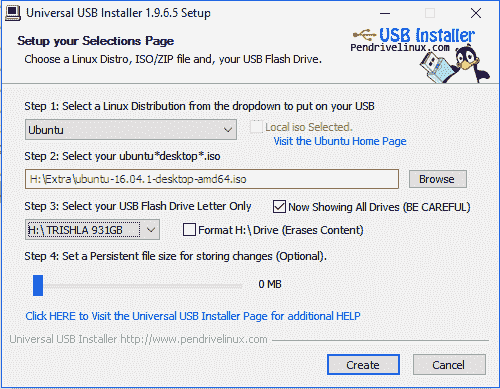 Universal USB Installer 1.9.6.5 Setup
Setup your Selections Page
Choose a Linux Distro, ISO/ZIP file and, your USB Flash Drive.
USB Installer
Pendrivelinux.com
Step 1: Select a Linux Distribution from the dropdown to put on your USB
Ubuntu
Local iso Selected.
Visit the Ubuntu Home Page
Step 2: Select your ubuntu*desktop*.iso
H:\Extra\ubuntu-16.04.1-desktop-amd64.iso
Browse
Step 3: Select your USB Flash Drive Letter Only
Now Showing All Drives (BE CAREFUL)
H:\ TRISHLA 931GB
Format H:\ Drive (Erases Content)
Step 4: Set a Persistent file size for storing changes (Optional).
0 MB
Click HERE to Visit the Universal USB Installer Page for additional HELP
Universal USB Installer http://www.pendrivelinux.com
Create
Cancel